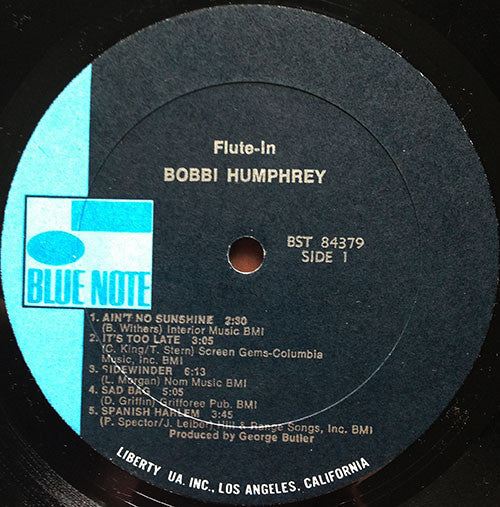 Flute-In
BOBBI HUMPHREY
BST 84379
SIDE 1
BLUE NOTE
1. AIN'T NO SUNSHINE 2:30
(B. Withers) Interior Music BMI
2. IT'S TOO LATE 3:05
(C. King/T. Stern) Screen Gems-Columbia
Music, Inc. BMI
3. SIDEWINDER 6:13
(L. Morgan) Nom Music BMI
4. SAD BAG 5:05
(D. Griffin) Grifforee Pub. BMI
5. SPANISH HARLEM 3:45
(P. Spector/J. Leiber) Hill & Range Songs, Inc. BMI
Produced by George Butler
LIBERTY UA, INC., LOS ANGELES, CALIFORNIA